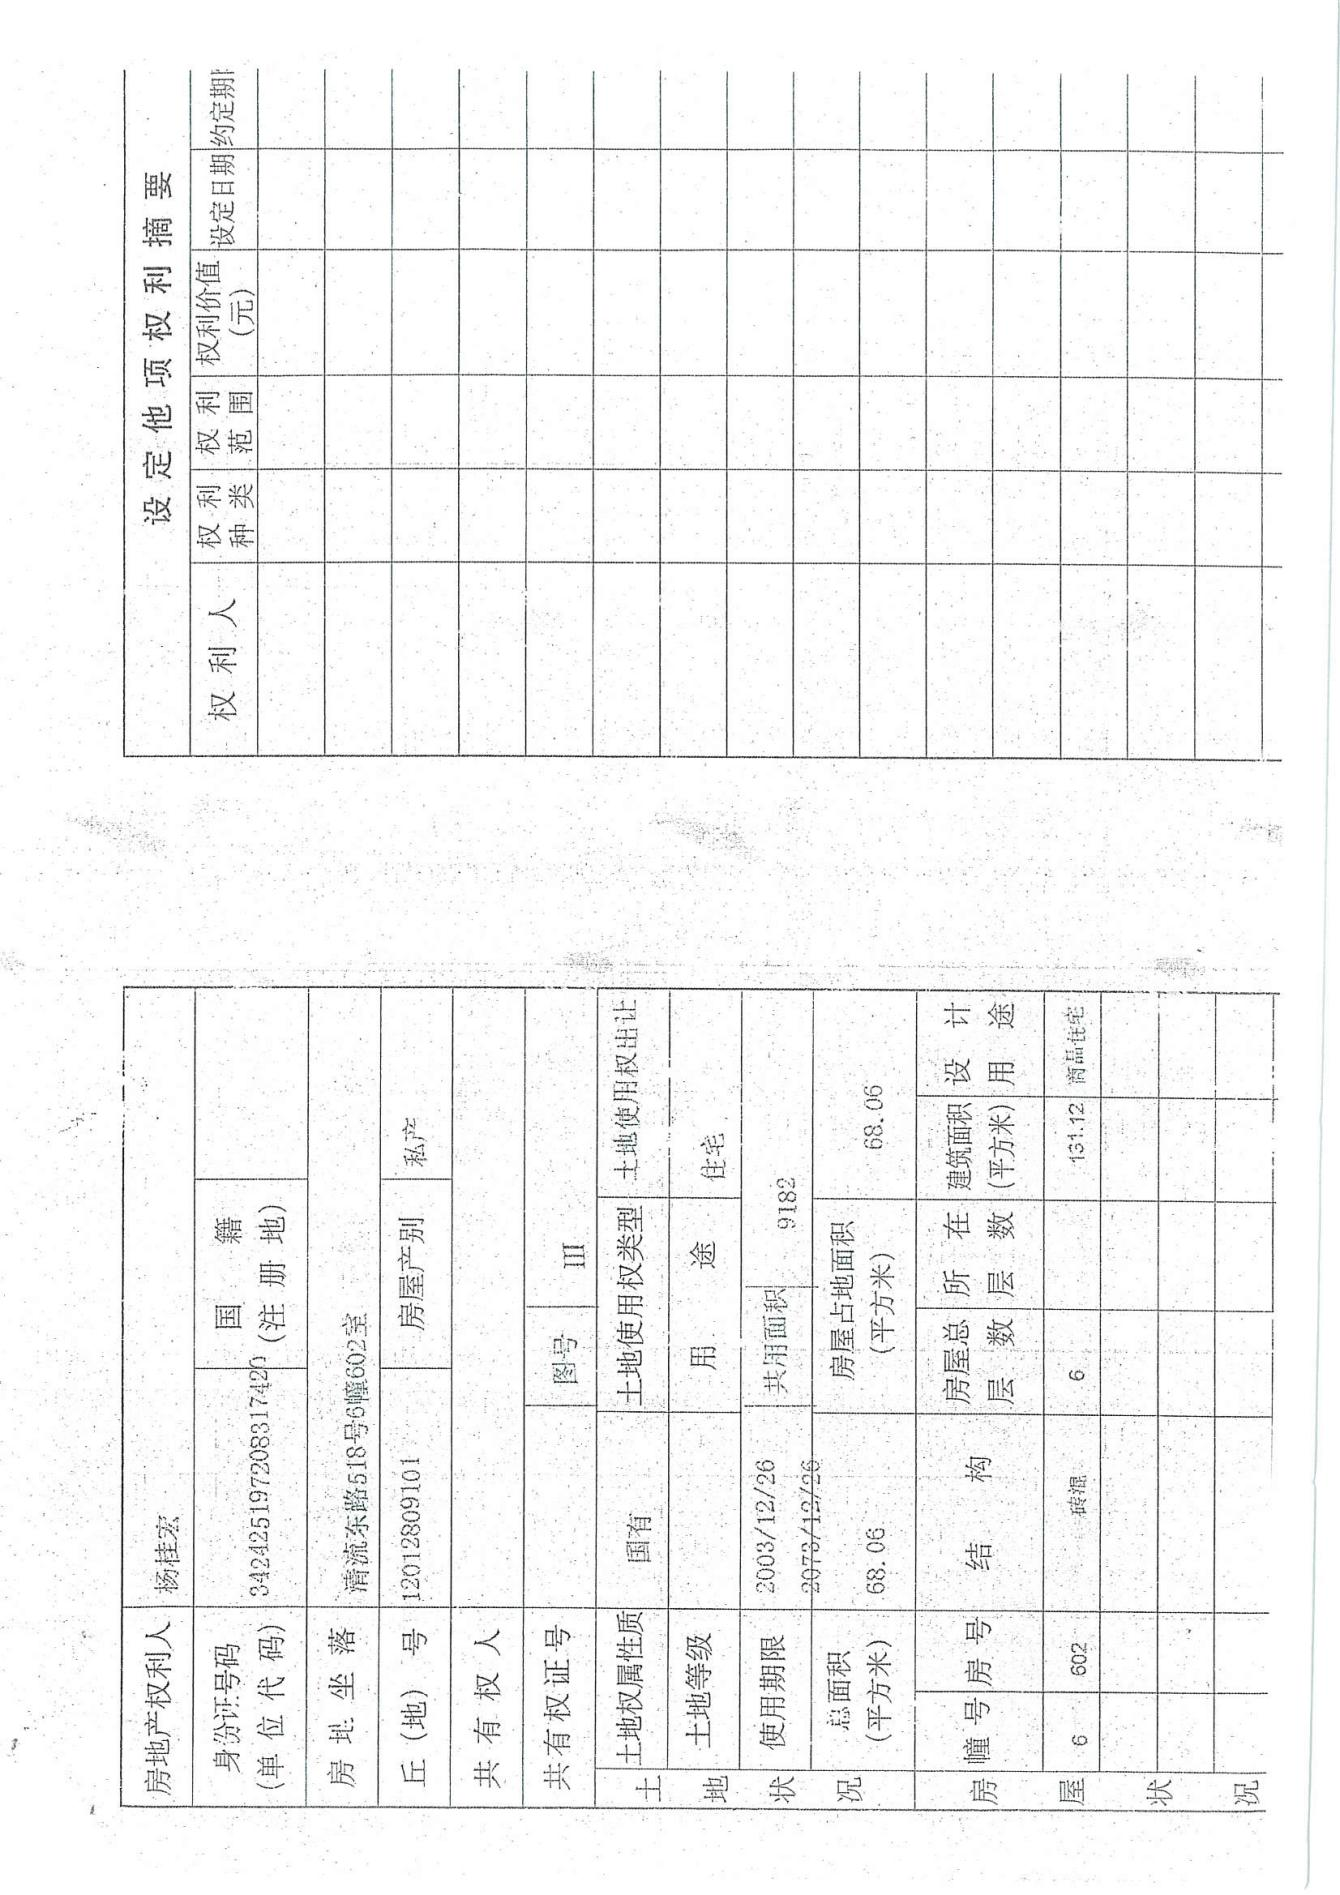 房地产权利人 杨桂宏
身份证号码 342425197208317420 国籍
(单位代码) (注册地)
房地坐落 清流东路518号6幢602室
丘(地)号 12012809101 房屋产别 私产
共有权人
共有权证号 图号 III
土地状况
土地权属性质 国有 土地使用权类型 土地使用权出让
土地等级 用途 住宅
使用期限 2003/12/26 共用面积 9182
2073/12/26
总面积 68.06 房屋占地面积 68.06
(平方米) (平方米)
房屋状况
幢号 房号 结构 房屋总 所在 建筑面积 设计
层数 层数 (平方米) 用途
6 602 砖混 6 131.12 商品住宅
设定他项权利摘要
权利人 权利 权利 权利价值 设定日期 约定期
种类 范围 (元)